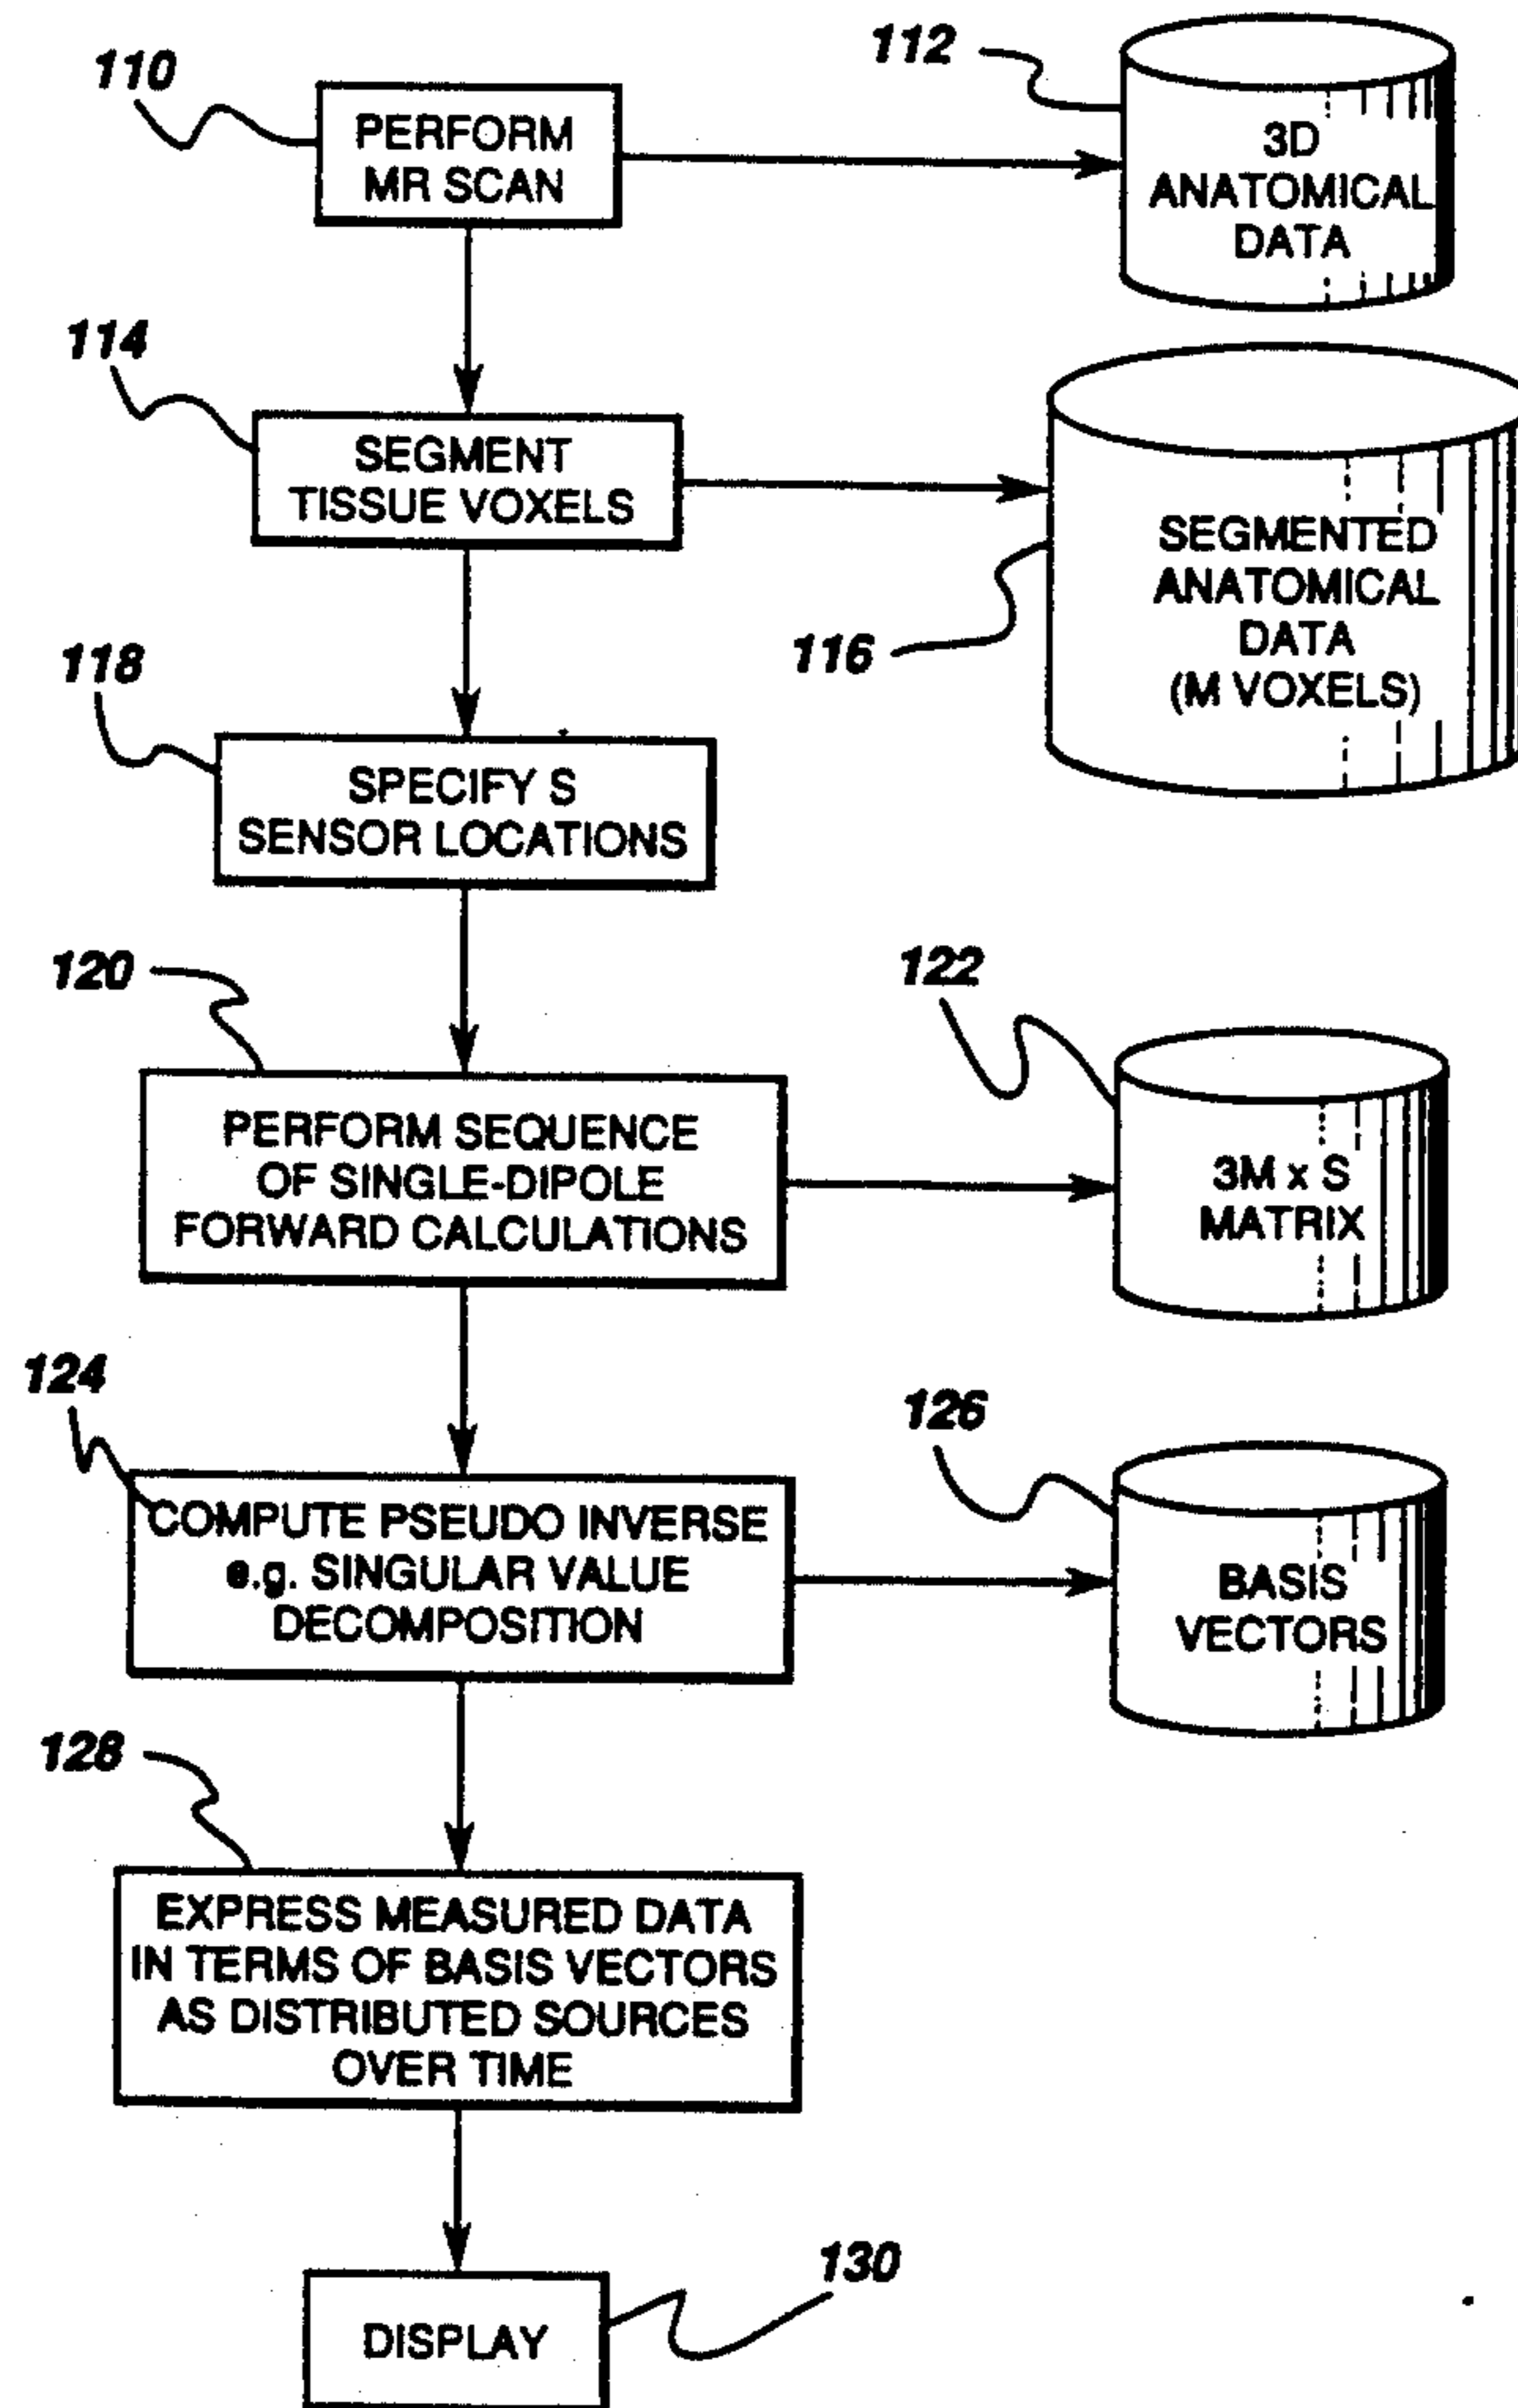 110
PERFORM
MR SCAN
112
3D
ANATOMICAL
DATA
114
SEGMENT
TISSUE VOXELS
116
SEGMENTED
ANATOMICAL
DATA
(M VOXELS)
118
SPECIFY S
SENSOR LOCATIONS
120
PERFORM SEQUENCE
OF SINGLE-DIPOLE
FORWARD CALCULATIONS
122
3M x S
MATRIX
124
COMPUTE PSEUDO INVERSE
e.g. SINGULAR VALUE
DECOMPOSITION
126
BASIS
VECTORS
128
EXPRESS MEASURED DATA
IN TERMS OF BASIS VECTORS
AS DISTRIBUTED SOURCES
OVER TIME
130
DISPLAY